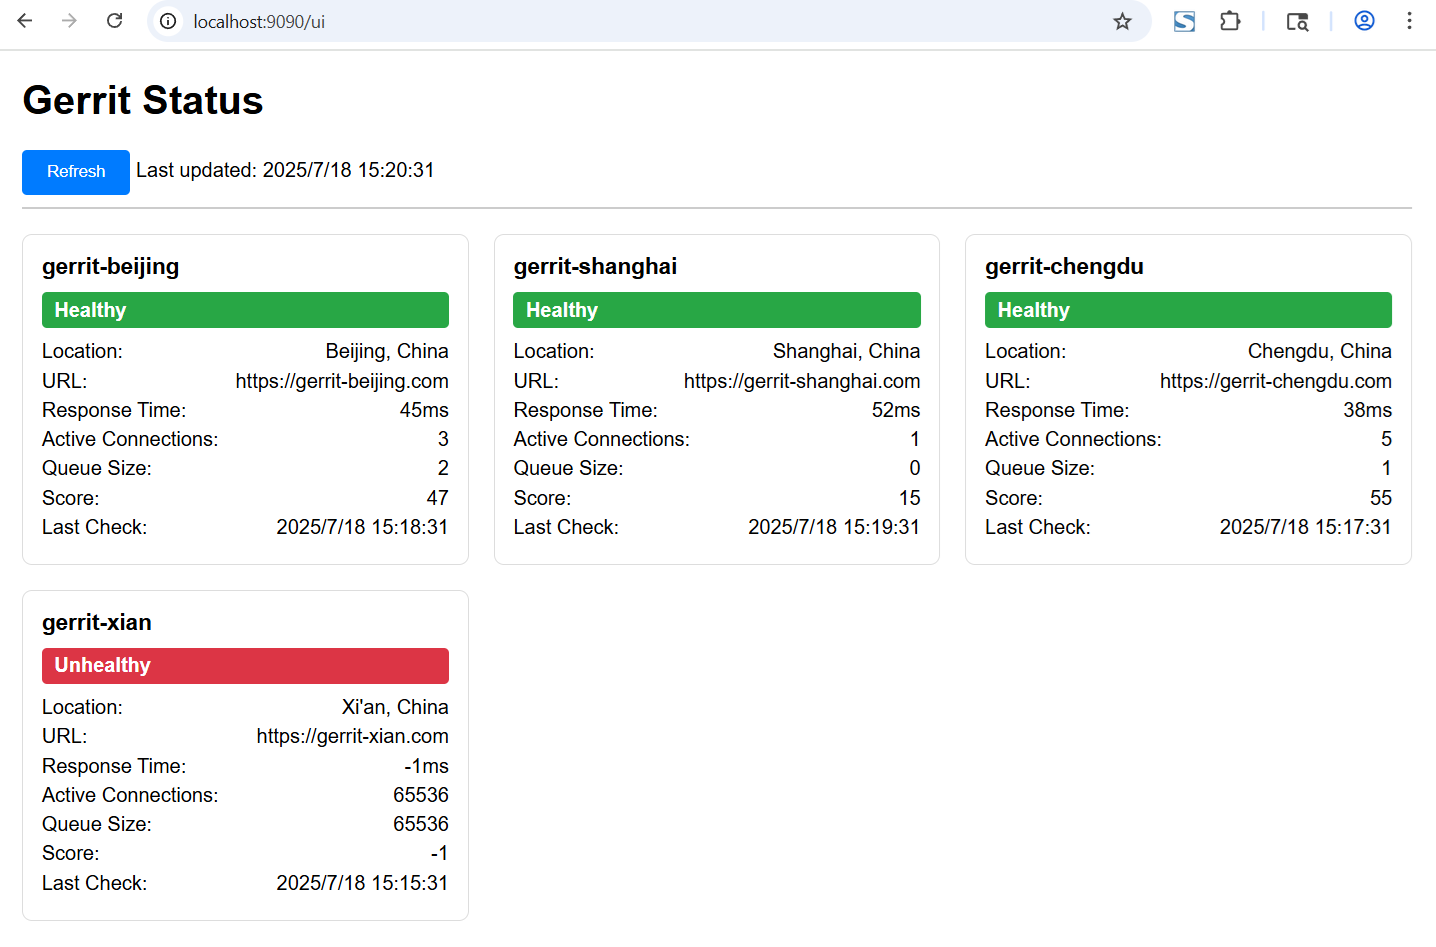 localhost:9090/ui
Gerrit Status
Refresh Last updated: 2025/7/18 15:20:31
gerrit-beijing
Healthy
Location: Beijing, China
URL: https://gerrit-beijing.com
Response Time: 45ms
Active Connections: 3
Queue Size: 2
Score: 47
Last Check: 2025/7/18 15:18:31
gerrit-shanghai
Healthy
Location: Shanghai, China
URL: https://gerrit-shanghai.com
Response Time: 52ms
Active Connections: 1
Queue Size: 0
Score: 15
Last Check: 2025/7/18 15:19:31
gerrit-chengdu
Healthy
Location: Chengdu, China
URL: https://gerrit-chengdu.com
Response Time: 38ms
Active Connections: 5
Queue Size: 1
Score: 55
Last Check: 2025/7/18 15:17:31
gerrit-xian
Unhealthy
Location: Xi'an, China
URL: https://gerrit-xian.com
Response Time: -1ms
Active Connections: 65536
Queue Size: 65536
Score: -1
Last Check: 2025/7/18 15:15:31